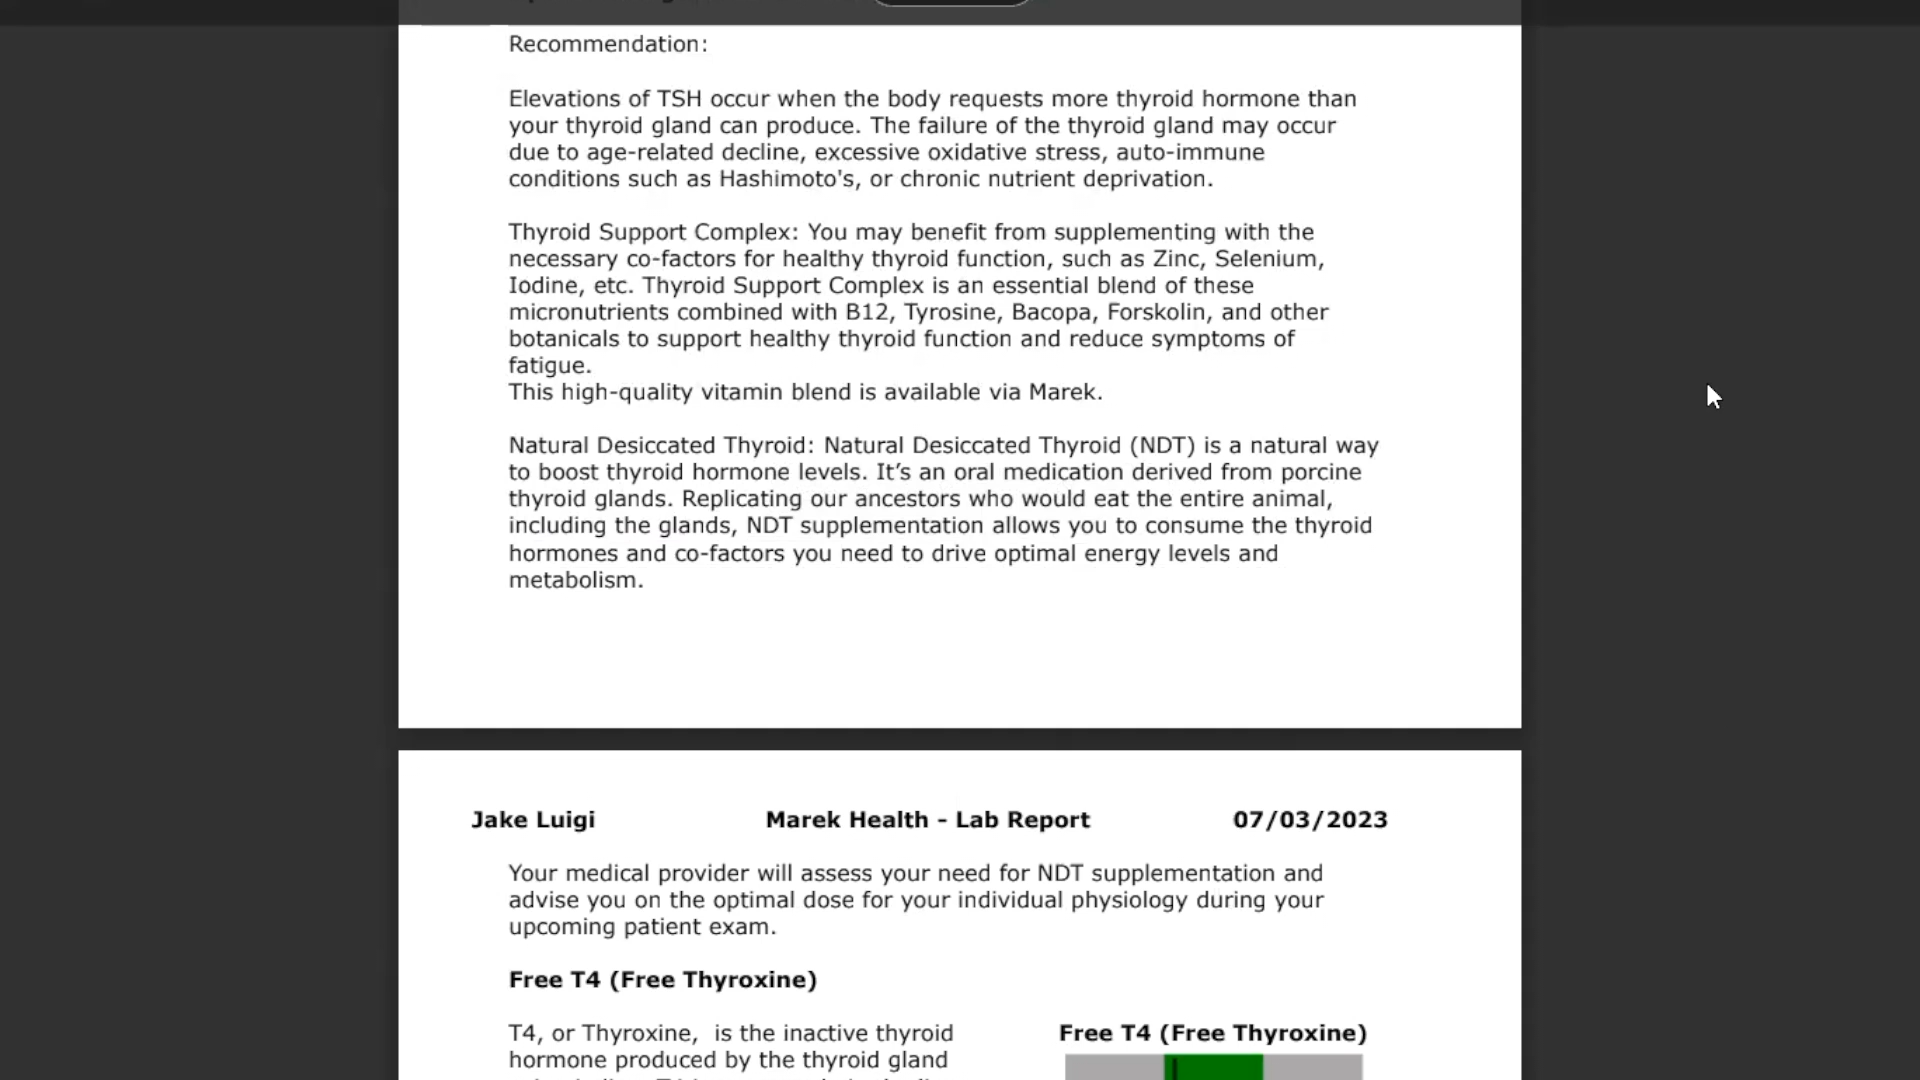 Recommendation:
Elevations of TSH occur when the body requests more thyroid hormone than
your thyroid gland can produce. The failure of the thyroid gland may occur
due to age-related decline, excessive oxidative stress, auto-immune
conditions such as Hashimoto's, or chronic nutrient deprivation.
Thyroid Support Complex: You may benefit from supplementing with the
necessary co-factors for healthy thyroid function, such as Zinc, Selenium,
Iodine, etc. Thyroid Support Complex is an essential blend of these
micronutrients combined with B12, Tyrosine, Bacopa, Forskolin, and other
botanicals to support healthy thyroid function and reduce symptoms of
fatigue.
This high-quality vitamin blend is available via Marek.
Natural Desiccated Thyroid: Natural Desiccated Thyroid (NDT) is a natural way
to boost thyroid hormone levels. It’s an oral medication derived from porcine
thyroid glands. Replicating our ancestors who would eat the entire animal,
including the glands, NDT supplementation allows you to consume the thyroid
hormones and co-factors you need to drive optimal energy levels and
metabolism.
Jake Luigi Marek Health - Lab Report 07/03/2023
Your medical provider will assess your need for NDT supplementation and
advise you on the optimal dose for your individual physiology during your
upcoming patient exam.
Free T4 (Free Thyroxine)
T4, or Thyroxine,  is the inactive thyroid
hormone produced by the thyroid gland
Free T4 (Free Thyroxine)